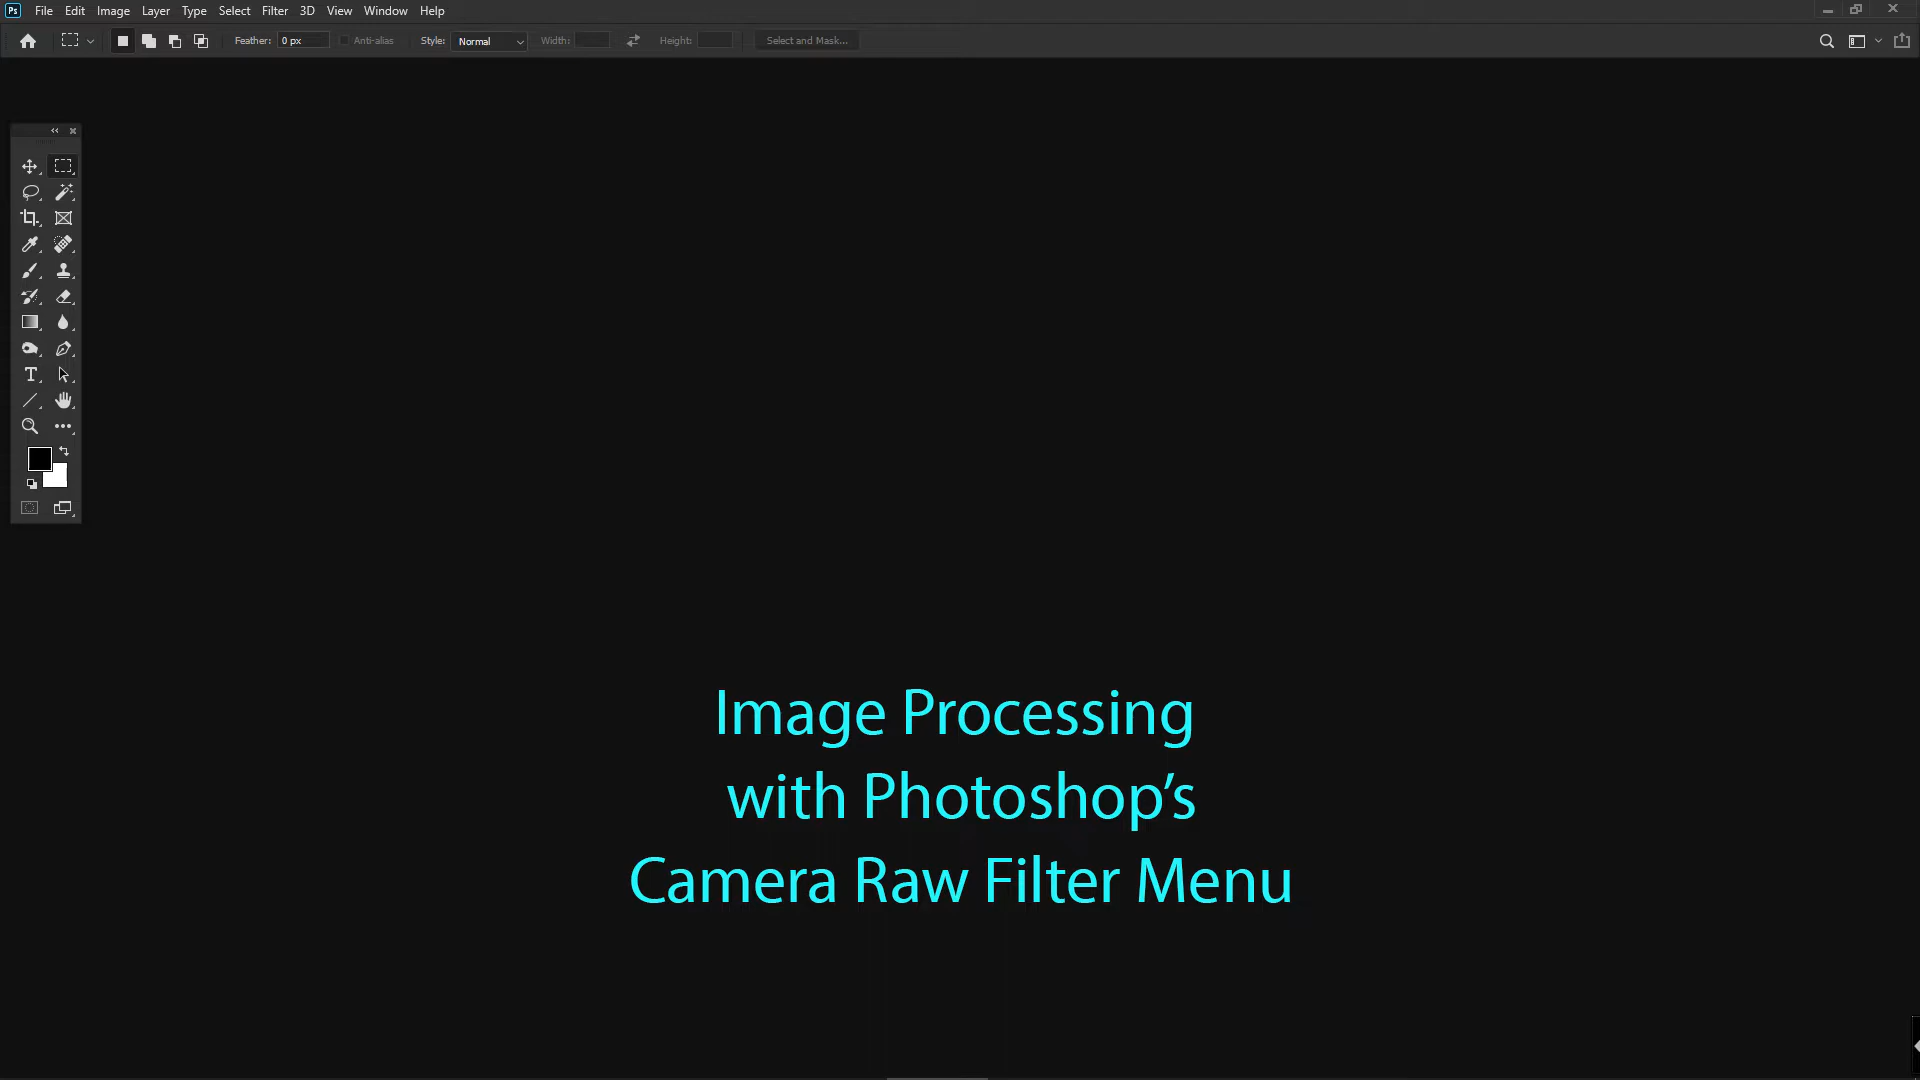 Ps File Edit Image Layer Type Select Filter 3D View Window Help
Feather: 0 px Anti-alias Style: Normal Width: Height: Select and Mask...
Image Processing
with Photoshop’s
Camera Raw Filter Menu